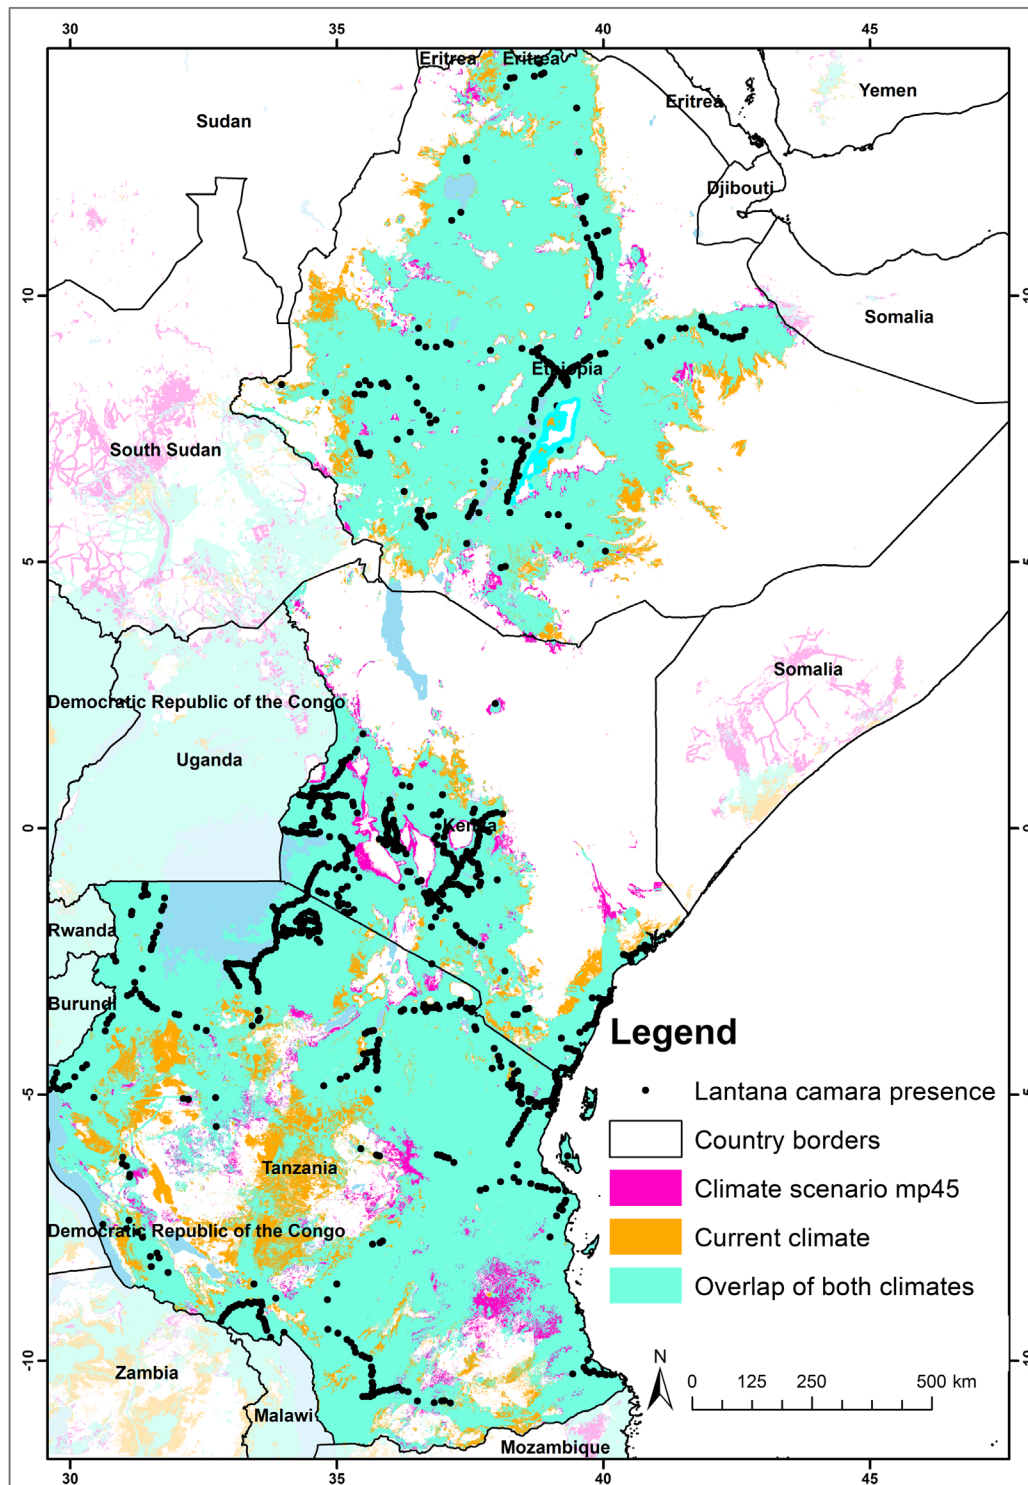 30 35 40 45
Eritrea Eritrea
Yemen
Eritrea
Sudan
Djibouti
10 10
Somalia
Ethiopia
South Sudan
5 5
Somalia
Democratic Republic of the Congo
Uganda
0 Kenya 0
Rwanda
Burundi
Legend
-5 5
Lantana camara presence
Country borders
Tanzania
Climate scenario mp45
Democratic Republic of the Congo
Current climate
Overlap of both climates
N
-10 -10
Zambia
0 125 250 500 km
Malawi
Mozambique
30 35 40 45